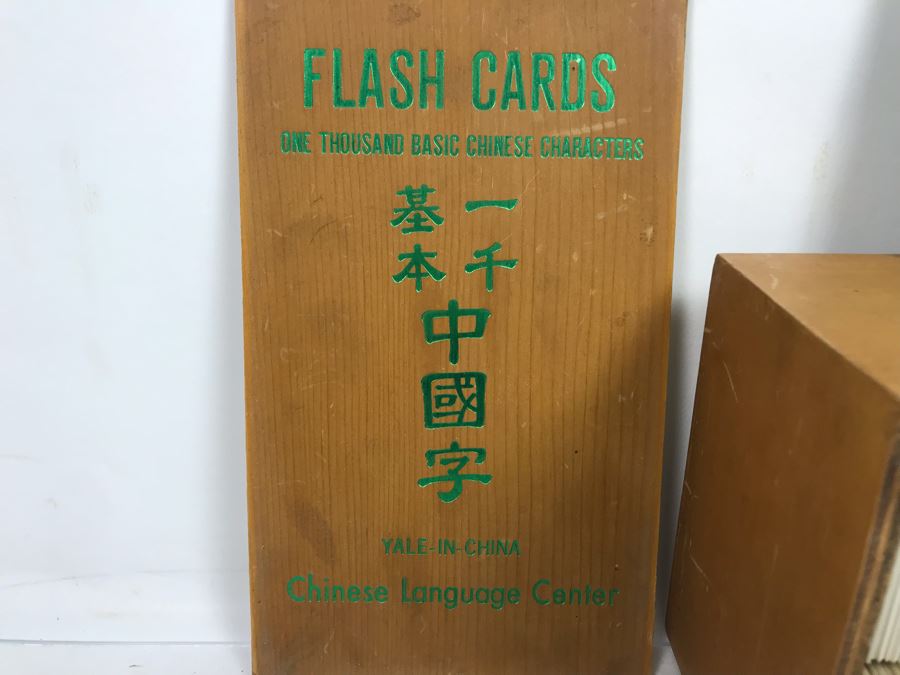 FLASH CARDS
ONE THOUSAND BASIC CHINESE CHARACTERS
一千
基本
中國字
YALE-IN-CHINA
Chinese Language Center